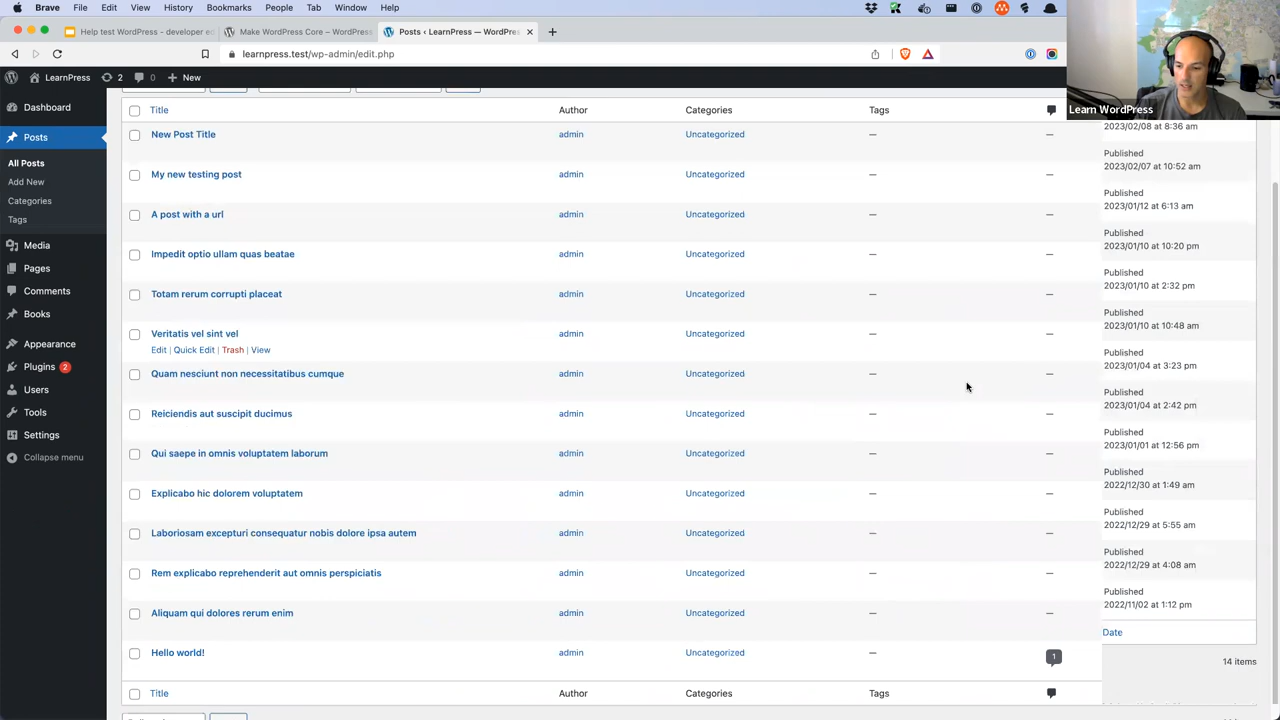 Brave File Edit View History Bookmarks People Tab Window Help
Help test WordPress - developer ed
Make WordPress Core – WordPress
Posts ‹ LearnPress — WordPre
learnpress.test/wp-admin/edit.php
LearnPress 2 0 New
Learn WordPress
Dashboard
Posts
All Posts
Add New
Categories
Tags
Media
Pages
Comments
Books
Appearance
Plugins 2
Users
Tools
Settings
Collapse menu
Title Author Categories Tags
New Post Title admin Uncategorized —
My new testing post admin Uncategorized —
A post with a url admin Uncategorized —
Impedit optio ullam quas beatae admin Uncategorized —
Totam rerum corrupti placeat admin Uncategorized —
Veritatis vel sint vel admin Uncategorized —
Edit | Quick Edit | Trash | View
Quam nesciunt non necessitatibus cumque admin Uncategorized —
Reiciendis aut suscipit ducimus admin Uncategorized —
Qui saepe in omnis voluptatem laborum admin Uncategorized —
Explicabo hic dolorem voluptatem admin Uncategorized —
Laboriosam excepturi consequatur nobis dolore ipsa autem admin Uncategorized —
Rem explicabo reprehenderit aut omnis perspiciatis admin Uncategorized —
Aliquam qui dolores rerum enim admin Uncategorized —
Hello world! admin Uncategorized — 1
Title Author Categories Tags
2023/02/08 at 8:36 am
Published
2023/02/07 at 10:52 am
Published
2023/01/12 at 6:13 am
Published
2023/01/10 at 10:20 pm
Published
2023/01/10 at 2:32 pm
Published
2023/01/10 at 10:48 am
Published
2023/01/04 at 3:23 pm
Published
2023/01/04 at 2:42 pm
Published
2023/01/01 at 12:56 pm
Published
2022/12/30 at 1:49 am
Published
2022/12/29 at 5:55 am
Published
2022/12/29 at 4:08 am
Published
2022/11/02 at 1:12 pm
Date
14 items